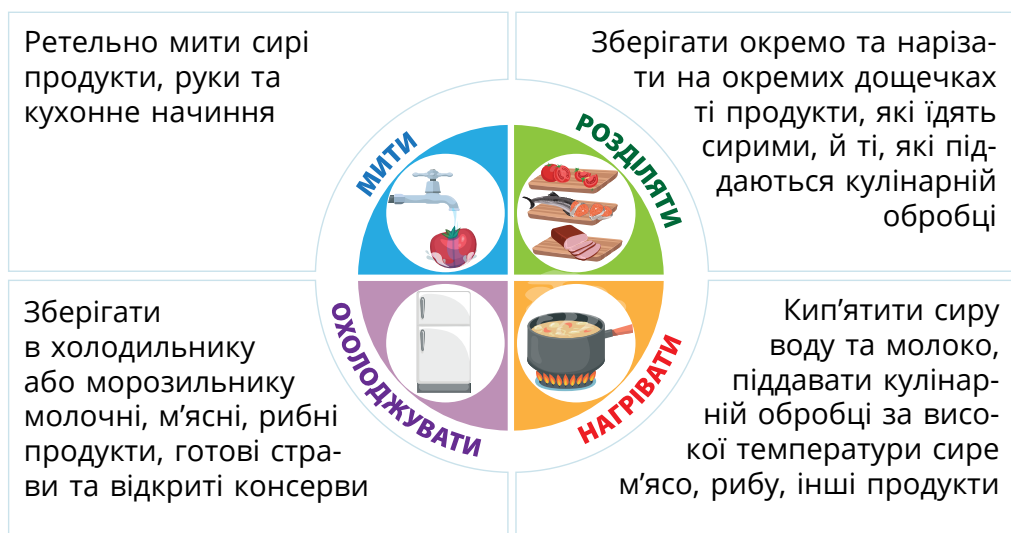 Ретельно мити сирі
продукти, руки та
кухонне начиння
МИТИ
Зберігати окремо та наріза-
ти на окремих дощечках
ті продукти, які їдять
сирими, й ті, які під-
даються кулінарній
обробці
РОЗДІЛЯТИ
Зберігати
в холодильнику
або морозильнику
молочні, м’ясні, рибні
продукти, готові стра-
ви та відкриті консерви
ОХОЛОДЖУВАТИ
Кип’ятити сиру
воду та молоко,
піддавати кулінар-
ній обробці за висо-
кої температури сире
м’ясо, рибу, інші продукти
НАГРІВАТИ